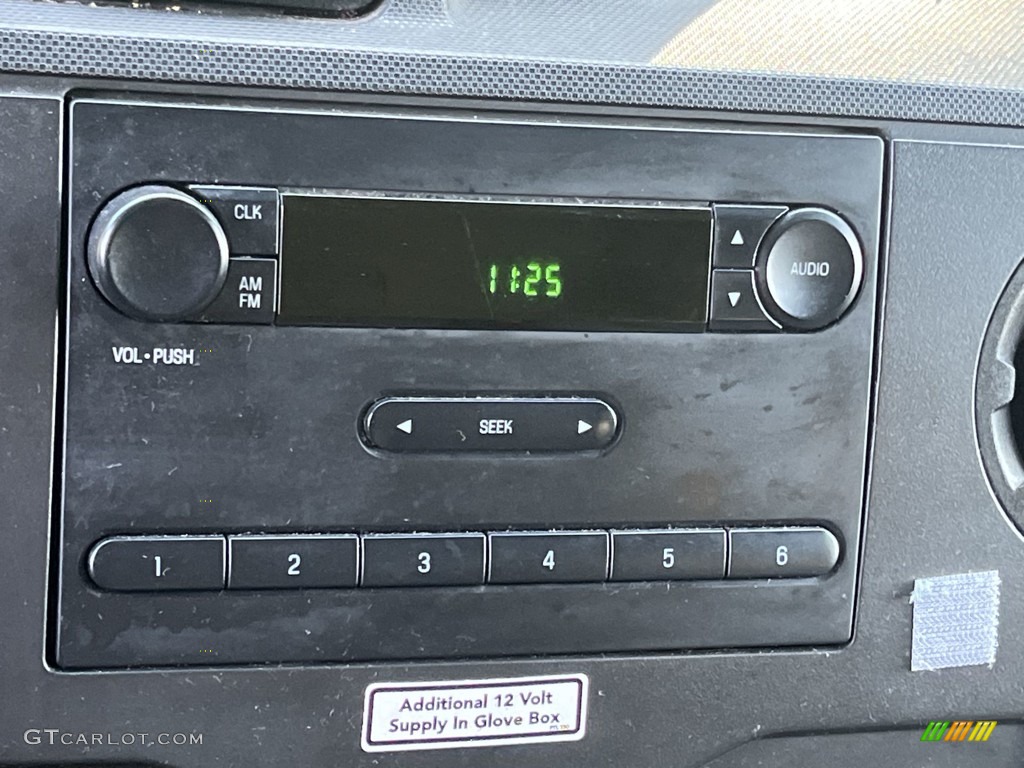 CLK
11:25
AUDIO
AM
FM
VOL•PUSH
◄ SEEK ►
1 2 3 4 5 6
Additional 12 Volt
Supply In Glove Box
GTCARLOT.COM